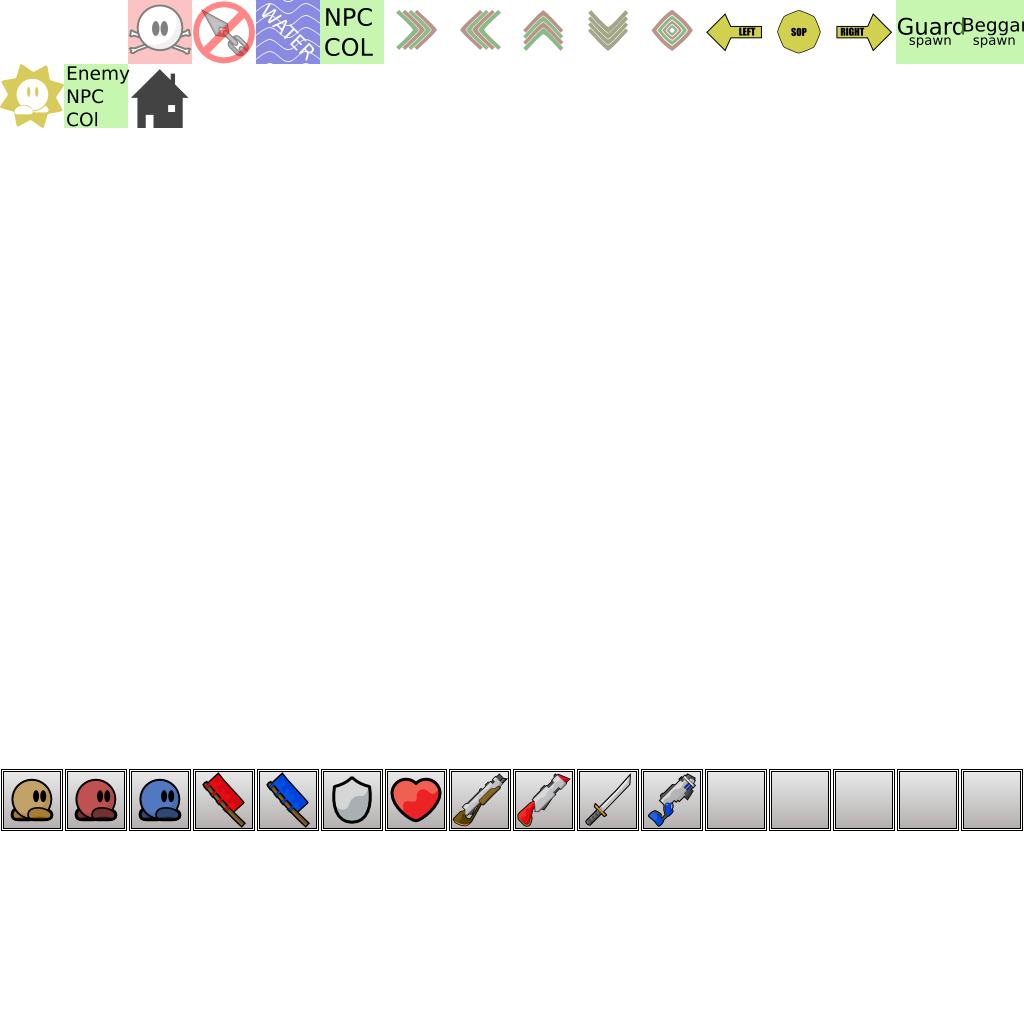 WATER
NPC
COL
LEFT
SOP
RIGHT
Guard
spawn
Beggar
spawn
Enemy
NPC
COl